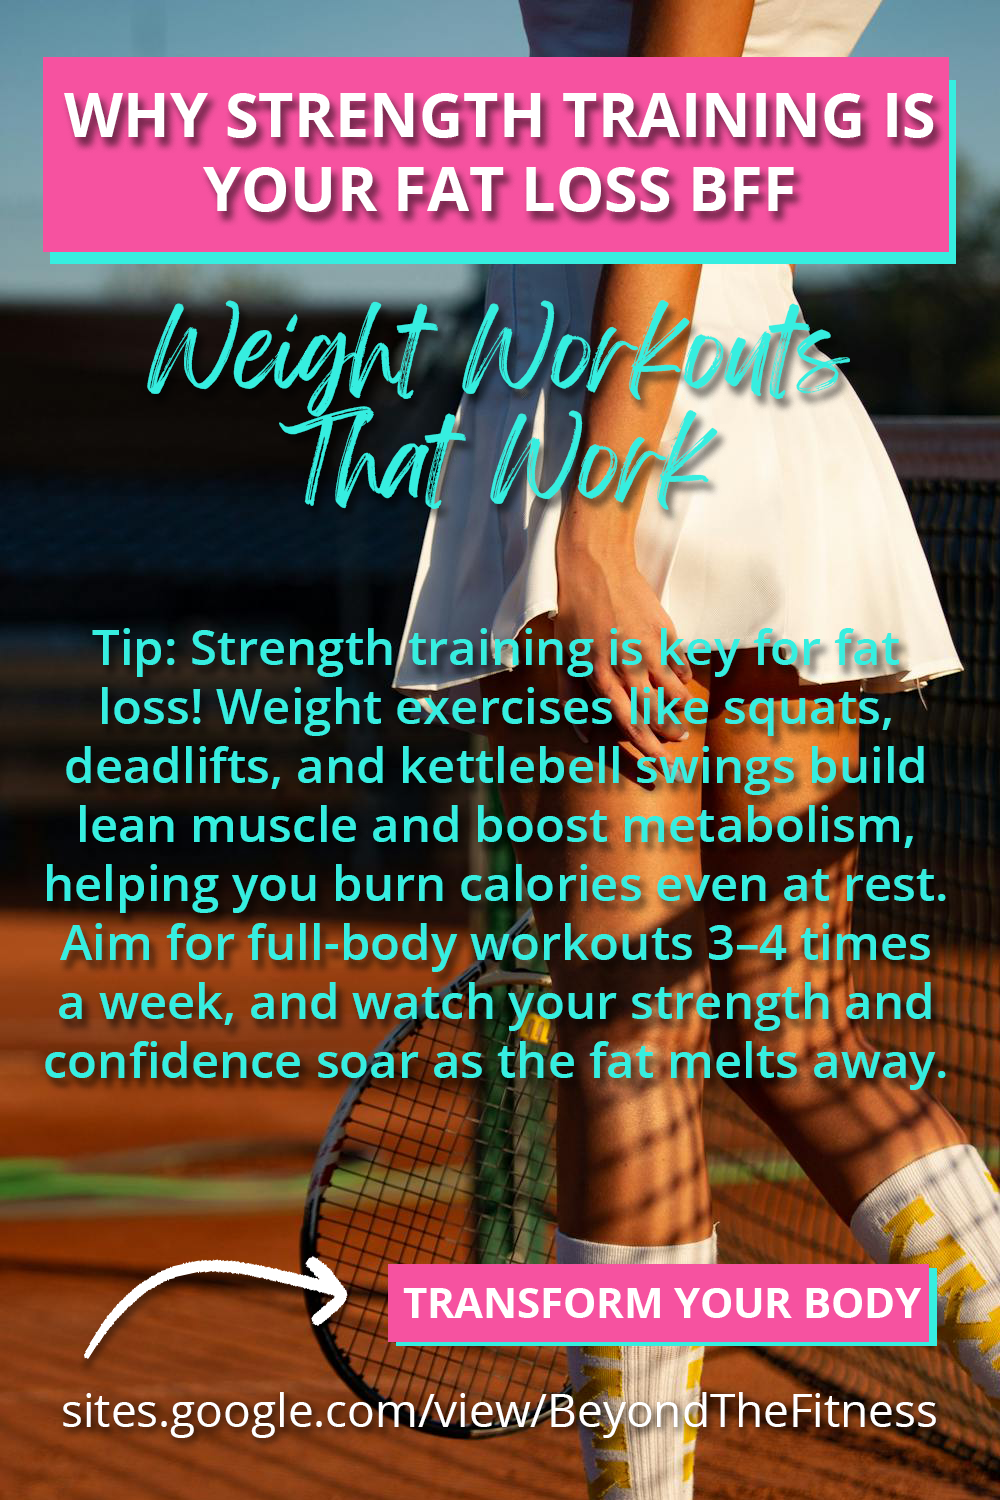 WHY STRENGTH TRAINING IS
YOUR FAT LOSS BFF
Weight Workouts
That Work
Tip: Strength training is key for fat
loss! Weight exercises like squats,
deadlifts, and kettlebell swings build
lean muscle and boost metabolism,
helping you burn calories even at rest.
Aim for full-body workouts 3–4 times
a week, and watch your strength and
confidence soar as the fat melts away.
TRANSFORM YOUR BODY
sites.google.com/view/BeyondTheFitness